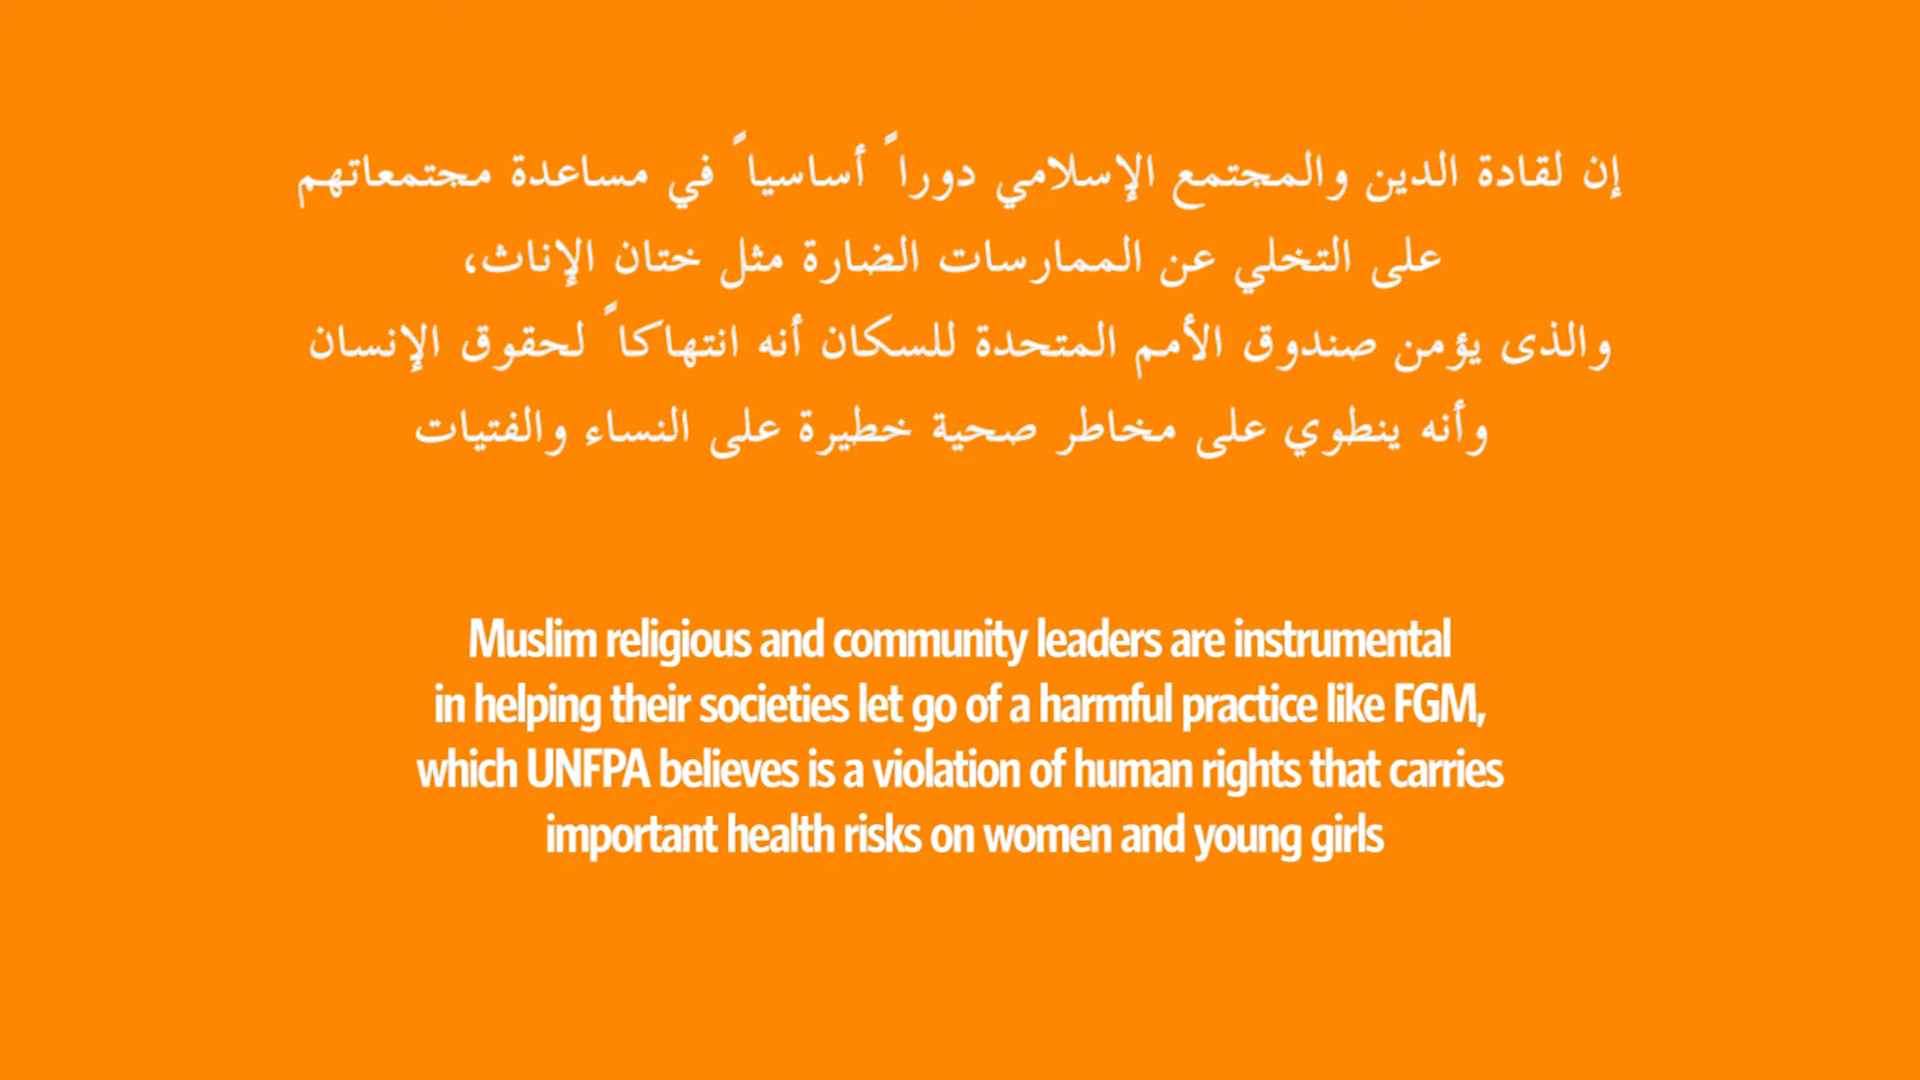 إن لقادة الدين والمجتمع الإسلامي دوراً أساسياً في مساعدة مجتمعاتهم
على التخلي عن الممارسات الضارة مثل ختان الإناث،
والذى يؤمن صندوق الأمم المتحدة للسكان أنه انتهاكاً لحقوق الإنسان
وأنه ينطوي على مخاطر صحية خطيرة على النساء والفتيات
Muslim religious and community leaders are instrumental
in helping their societies let go of a harmful practice like FGM,
which UNFPA believes is a violation of human rights that carries
important health risks on women and young girls